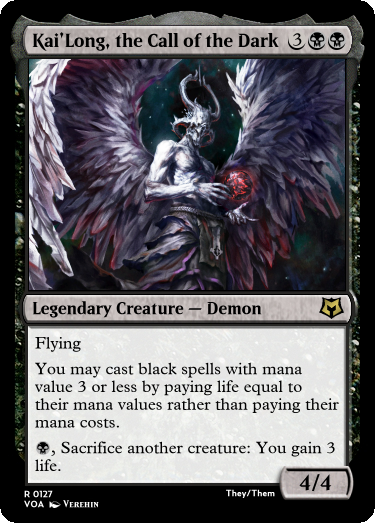 Kai'Long, the Call of the Dark 3
Legendary Creature — Demon
Flying
You may cast black spells with mana
value 3 or less by paying life equal to
their mana values rather than paying their
mana costs.
, Sacrifice another creature: You gain 3
life.
4/4
R 0127
They/Them
VOA Verehin